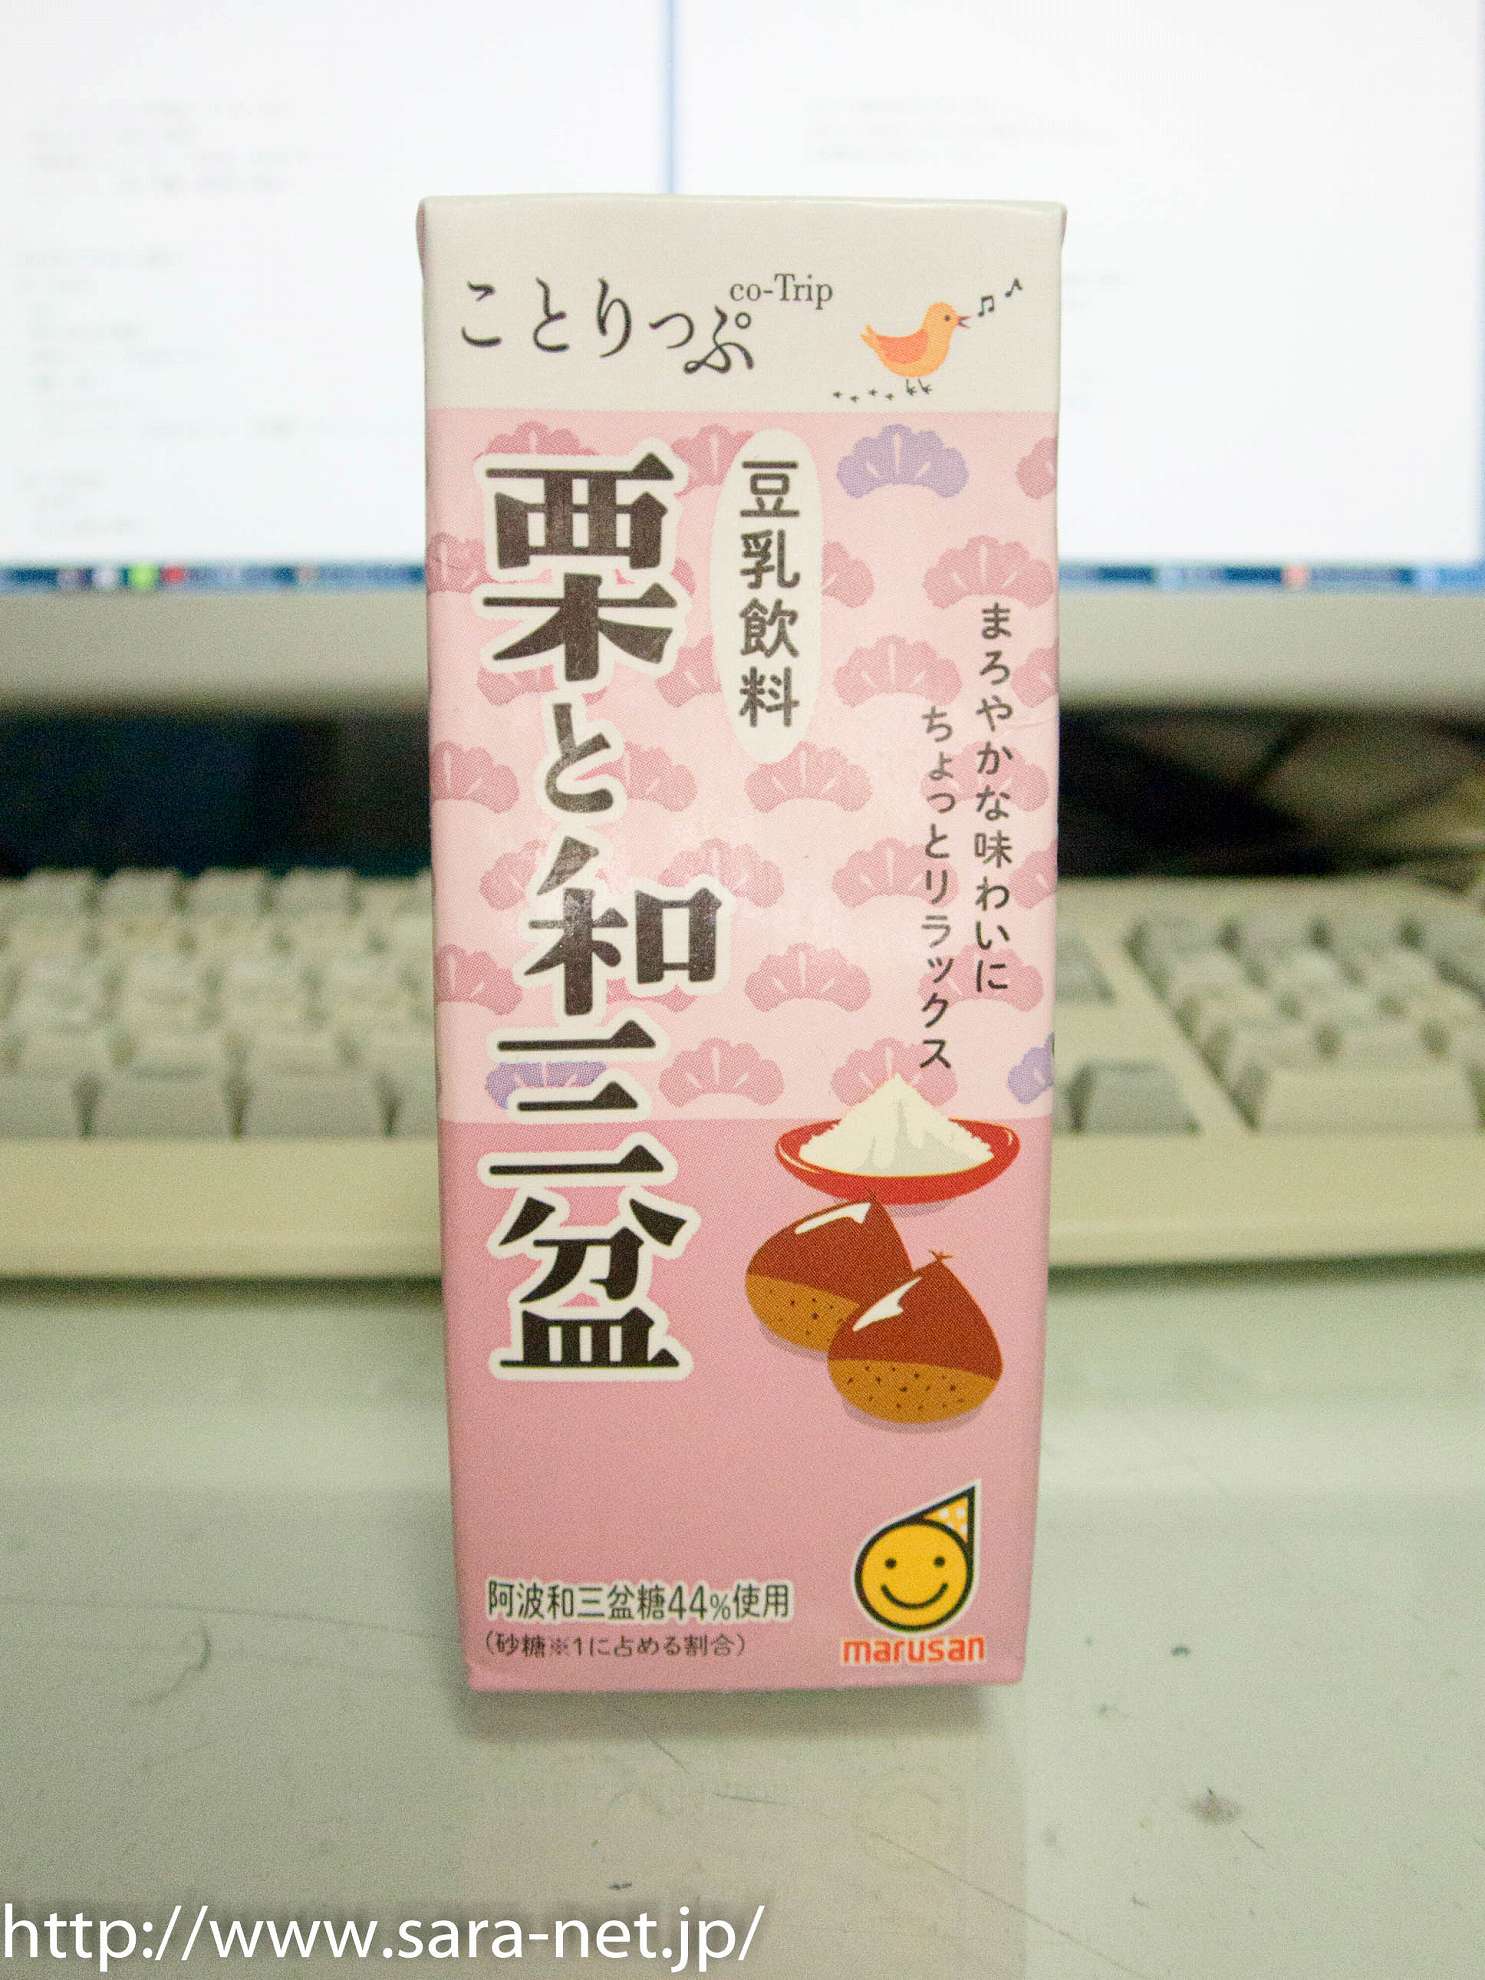 ことりっぷ
co-Trip
豆乳飲料
栗と和三盆
まろやかな味わいに
ちょっとリラックス
阿波和三盆糖44%使用
(砂糖※1に占める割合)
marusan
http://www.sara-net.jp/